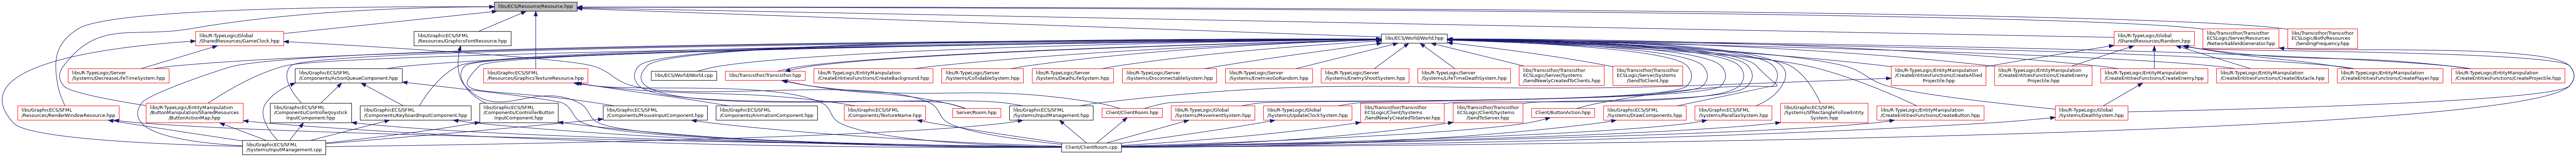 libs/ECS/Resource/Resource.hpp
libs/R-TypeLogic/Global
/SharedResources/GameClock.hpp
libs/GraphicECS/SFML
/Resources/GraphicsFontResource.hpp
libs/ECS/World/World.hpp
libs/R-TypeLogic/Global
/SharedResources/Random.hpp
libs/Transisthor/Transisthor
ECSLogic/Server/Resources
/NetworkableIdGenerator.hpp
libs/Transisthor/Transisthor
ECSLogic/Both/Resources
/SendingFrequency.hpp
libs/R-TypeLogic/Server
/Systems/DecreaseLifeTimeSystem.hpp
libs/GraphicECS/SFML
/Components/ActionQueueComponent.hpp
libs/GraphicECS/SFML
/Resources/GraphicsTextureResource.hpp
libs/ECS/World/World.cpp
libs/Transisthor/Transisthor.hpp
libs/R-TypeLogic/EntityManipulation
/CreateEntitiesFunctions/CreateBackground.hpp
libs/R-TypeLogic/Server
/Systems/CollidableSystem.hpp
libs/R-TypeLogic/Server
/Systems/DeathLifeSystem.hpp
libs/R-TypeLogic/Server
/Systems/DisconnectableSystem.hpp
libs/R-TypeLogic/Server
/Systems/EnemiesGoRandom.hpp
libs/R-TypeLogic/Server
/Systems/EnemyShootSystem.hpp
libs/R-TypeLogic/Server
/Systems/LifeTimeDeathSystem.hpp
libs/Transisthor/Transisthor
ECSLogic/Server/Systems
/SendNewlyCreatedToClients.hpp
libs/Transisthor/Transisthor
ECSLogic/Server/Systems
/SendToClient.hpp
libs/R-TypeLogic/EntityManipulation
/CreateEntitiesFunctions/CreateAllied
Projectile.hpp
libs/R-TypeLogic/EntityManipulation
/CreateEntitiesFunctions/CreateEnemy
Projectile.hpp
libs/R-TypeLogic/EntityManipulation
/CreateEntitiesFunctions/CreateEnemy.hpp
libs/R-TypeLogic/EntityManipulation
/CreateEntitiesFunctions/CreateObstacle.hpp
libs/R-TypeLogic/EntityManipulation
/CreateEntitiesFunctions/CreatePlayer.hpp
libs/R-TypeLogic/EntityManipulation
/CreateEntitiesFunctions/CreateProjectile.hpp
libs/GraphicECS/SFML
/Resources/RenderWindowResource.hpp
libs/R-TypeLogic/EntityManipulation
/ButtonManipulation/SharedResources
/ButtonActionMap.hpp
libs/GraphicECS/SFML
/Components/ControllerJoystick
InputComponent.hpp
libs/GraphicECS/SFML
/Components/KeyboardInputComponent.hpp
libs/GraphicECS/SFML
/Components/ControllerButton
InputComponent.hpp
libs/GraphicECS/SFML
/Components/MouseInputComponent.hpp
libs/GraphicECS/SFML
/Components/AnimationComponent.hpp
libs/GraphicECS/SFML
/Components/TextureName.hpp
Server/Room.hpp
libs/GraphicECS/SFML
/Systems/InputManagement.hpp
Client/ClientRoom.hpp
libs/R-TypeLogic/Global
/Systems/MovementSystem.hpp
libs/R-TypeLogic/Global
/Systems/UpdateClockSystem.hpp
libs/Transisthor/Transisthor
ECSLogic/Client/Systems
/SendNewlyCreatedToServer.hpp
libs/Transisthor/Transisthor
ECSLogic/Client/Systems
/SendToServer.hpp
Client/ButtonAction.hpp
libs/GraphicECS/SFML
/Systems/DrawComponents.hpp
libs/GraphicECS/SFML
/Systems/ParallaxSystem.hpp
libs/GraphicECS/SFML
/Systems/SfRectangleFollowEntity
System.hpp
libs/R-TypeLogic/EntityManipulation
/CreateEntitiesFunctions/CreateButton.hpp
libs/R-TypeLogic/Global
/Systems/DeathSystem.hpp
libs/GraphicECS/SFML
/Systems/InputManagement.cpp
Client/ClientRoom.cpp